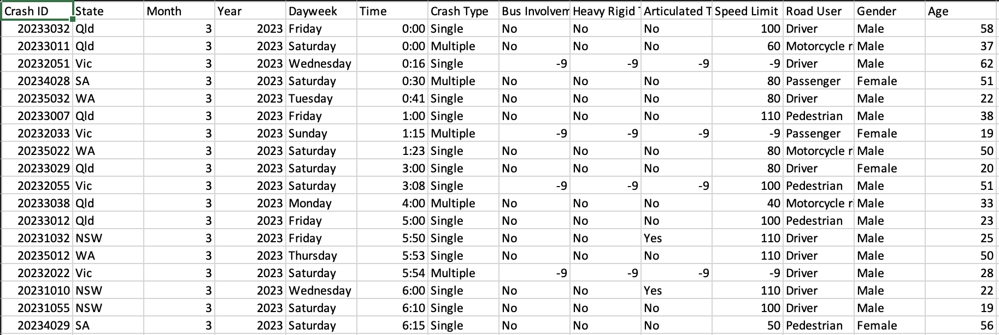 Crash ID State Month Year Dayweek Time Crash Type Bus Involvem Heavy Rigid Articulated T Speed Limit Road User Gender Age
20233032 Qld 3 2023 Friday 0:00 Single No No No 100 Driver Male 58
20233011 Qld 3 2023 Saturday 0:00 Multiple No No No 60 Motorcycle ri Male 37
20232051 Vic 3 2023 Wednesday 0:16 Single -9 -9 -9 -9 Driver Male 62
20234028 SA 3 2023 Saturday 0:30 Multiple No No No 80 Passenger Female 51
20235032 WA 3 2023 Tuesday 0:41 Single No No No 80 Driver Male 22
20233007 Qld 3 2023 Friday 1:00 Single No No No 110 Pedestrian Male 38
20232033 Vic 3 2023 Sunday 1:15 Multiple -9 -9 -9 -9 Passenger Female 19
20235022 WA 3 2023 Saturday 1:23 Single No No No 80 Motorcycle ri Male 50
20233029 Qld 3 2023 Saturday 3:00 Single No No No 80 Driver Female 20
20232055 Vic 3 2023 Saturday 3:08 Single -9 -9 -9 100 Pedestrian Male 51
20233038 Qld 3 2023 Monday 4:00 Multiple No No No 40 Motorcycle ri Male 33
20233012 Qld 3 2023 Friday 5:00 Single No No No 100 Pedestrian Male 23
20231032 NSW 3 2023 Friday 5:50 Single No No Yes 110 Driver Male 25
20235012 WA 3 2023 Thursday 5:53 Single No No No 110 Driver Male 50
20232022 Vic 3 2023 Saturday 5:54 Multiple -9 -9 -9 -9 Driver Male 28
20231010 NSW 3 2023 Wednesday 6:00 Single No No Yes 110 Driver Male 22
20231055 NSW 3 2023 Saturday 6:10 Single No No No 100 Driver Male 19
20234029 SA 3 2023 Saturday 6:15 Single No No No 50 Pedestrian Female 56